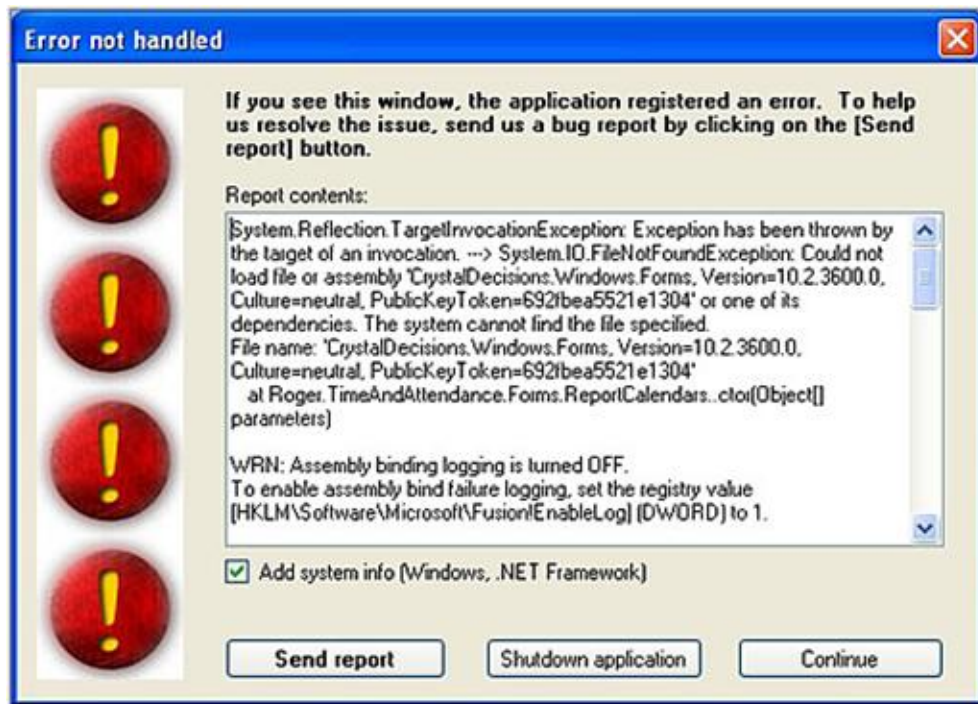 Error not handled
If you see this window, the application registered an error. To help
us resolve the issue, send us a bug report by clicking on the [Send
report] button.
Report contents:
System.Reflection.TargetInvocationException: Exception has been thrown by
the target of an invocation. ---> System.IO.FileNotFoundException: Could not
load file or assembly 'CrystalDecisions.Windows.Forms, Version=10.2.3600.0,
Culture=neutral, PublicKeyToken=692fbea5521e1304' or one of its
dependencies. The system cannot find the file specified.
File name: 'CrystalDecisions.Windows.Forms, Version=10.2.3600.0,
Culture=neutral, PublicKeyToken=692fbea5521e1304'
at Roger.TimeAndAttendance.Forms.ReportCalendars..ctor(Object[]
parameters)
WRN: Assembly binding logging is turned OFF.
To enable assembly bind failure logging, set the registry value
[HKLM\Software\Microsoft\Fusion!EnableLog] (DWORD) to 1.
Add system info (Windows, .NET Framework)
Send report
Shutdown application
Continue